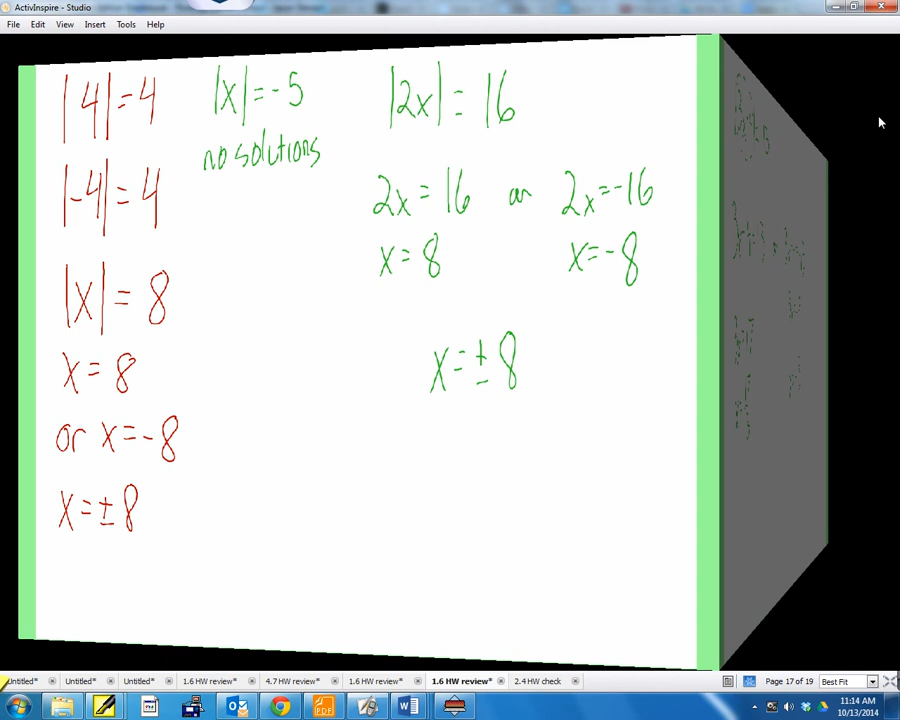 ActivInspire - Studio
File Edit View Insert Tools Help
|4|=4
|-4|=4
|x|=8
x=8
or x=-8
x=±8
|x|=-5
no solutions
|2x|=16
2x=16 or 2x=-16
x=8 x=-8
x=±8
Untitled* Untitled* Untitled* 1.6 HW review* 4.7 HW review* 1.6 HW review* 1.6 HW review* 2.4 HW check
Page 17 of 19 Best Fit
11:14 AM
10/13/2014